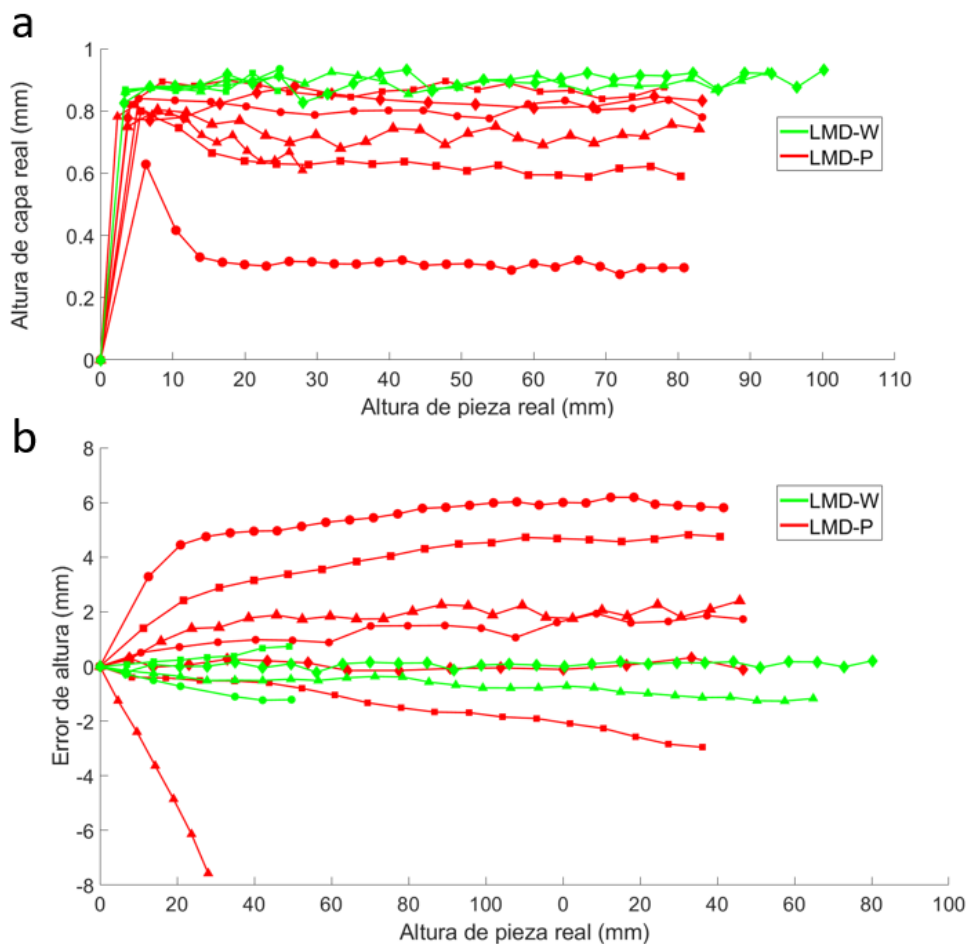 a
1
0.8
0.6
0.4
0.2
0
Altura de capa real (mm)
LMD-W
LMD-P
0 10 20 30 40 50 60 70 80 90 100 110
Altura de pieza real (mm)
b
8
6
4
2
0
-2
-4
-6
-8
Error de altura (mm)
LMD-W
LMD-P
0 20 40 60 80 100 0 20 40 60 80 100
Altura de pieza real (mm)